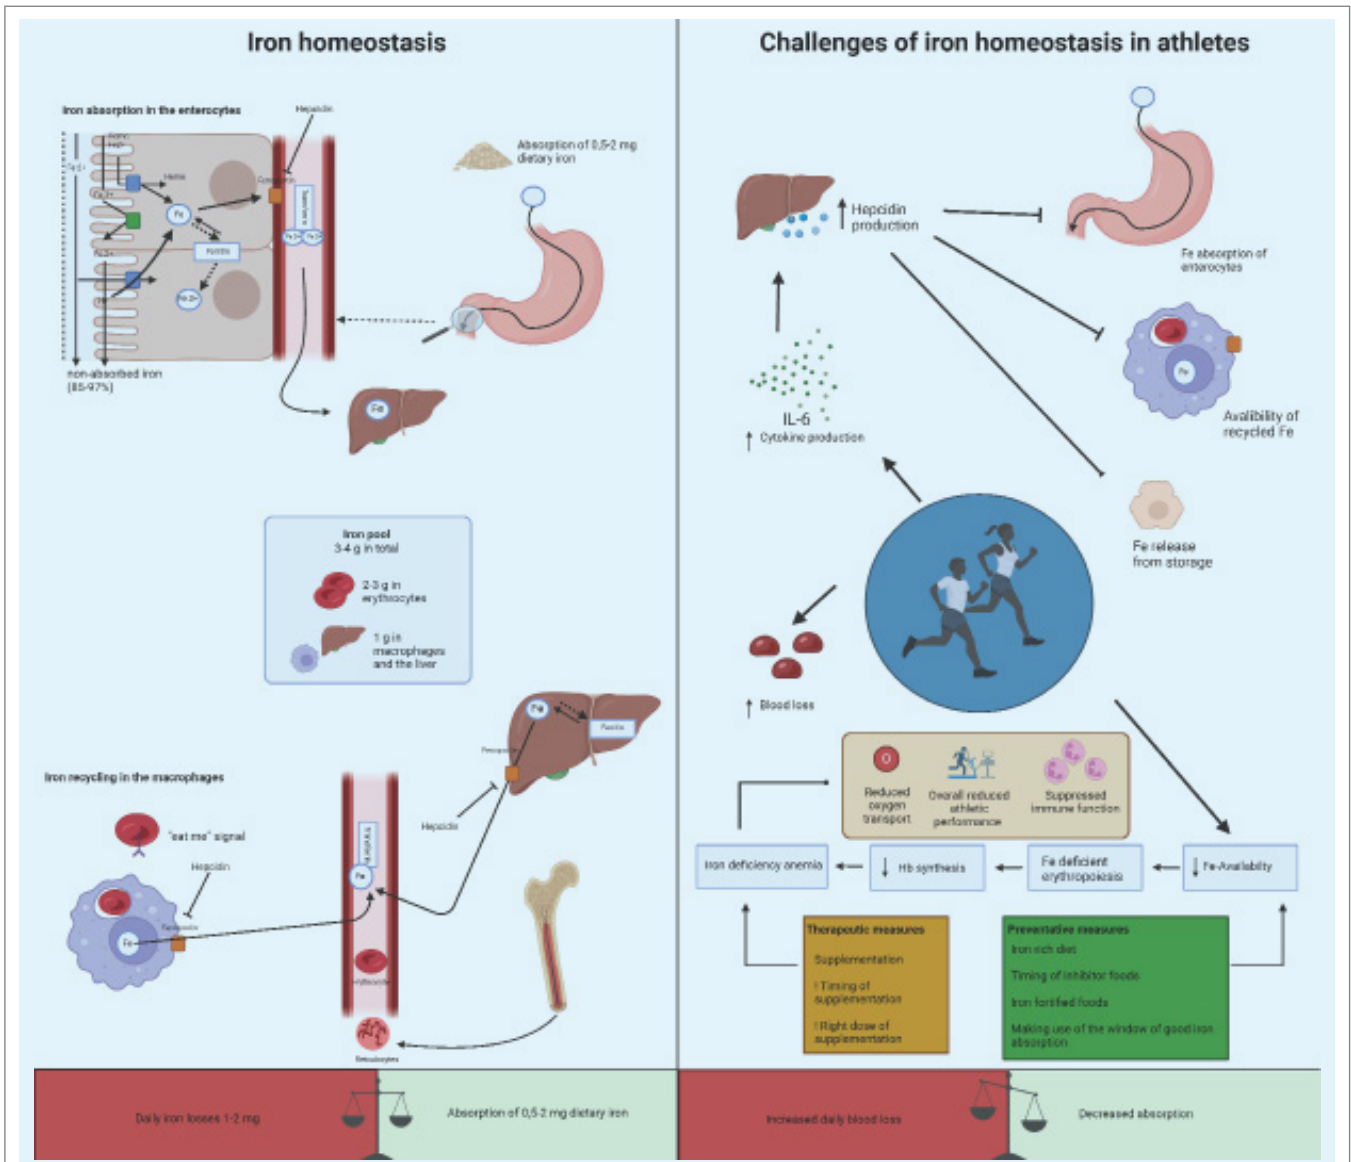 Iron homeostasis
Iron absorption in the enterocytes
Hepcidin
Heme
Fe
Ferritin
Fe 2+
non-absorbed iron
(85-97%)
Absorption of 0,5-2 mg
dietary iron
Fe
Iron pool
3-4 g in total
2-3 g in
erythrocytes
1 g in
macrophages
and the liver
Iron recycling in the macrophages
"eat me" signal
Hepcidin
Fe
Fe
Ferritin
Hepcidin
Transferrin
Fe
Erythrocyte
Reticulocytes
Daily iron losses 1-2 mg
Absorption of 0,5-2 mg dietary iron
Challenges of iron homeostasis in athletes
Hepcidin
production
Fe absorption of
enterocytes
IL-6
Cytokine production
Fe
Avalibility of
recycled Fe
Fe release
from storage
Blood loss
Reduced
oxygen
transport
Overall reduced
athletic
performance
Suppressed
immune function
Iron deficiency anemia
Hb synthesis
Fe deficient
erythropoiesis
Fe-Availabilty
Therapeutic measures
Supplementation
! Timing of
supplementation
! Right dose of
supplementation
Preventative measures
Iron rich diet
Timing of inhibitor foods
Iron fortified foods
Making use of the window of good iron
absorption
Increased daily blood loss
Decreased absorption